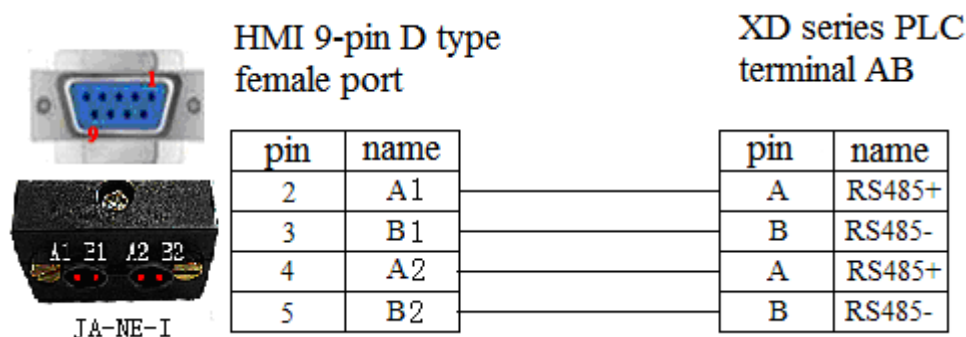 HMI 9-pin D type
female port
XD series PLC
terminal AB
1
9
pin name
2 A1
3 B1
4 A2
5 B2
pin name
A RS485+
B RS485-
A RS485+
B RS485-
A1 B1 A2 B2
JA-NE-I